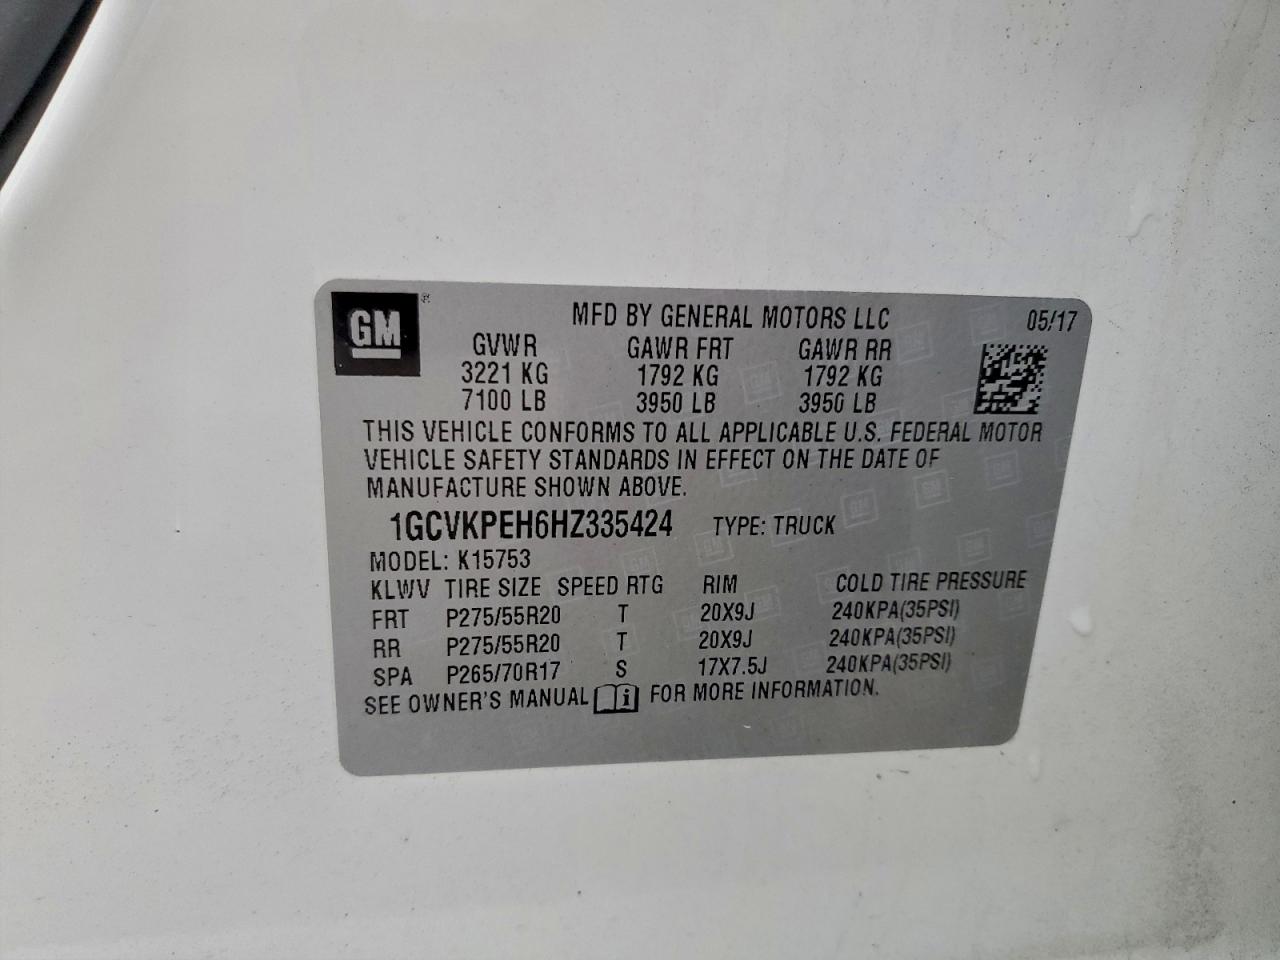 GM ®
MFD BY GENERAL MOTORS LLC 05/17
GVWR GAWR FRT GAWR RR
3221 KG 1792 KG 1792 KG
7100 LB 3950 LB 3950 LB
THIS VEHICLE CONFORMS TO ALL APPLICABLE U.S. FEDERAL MOTOR
VEHICLE SAFETY STANDARDS IN EFFECT ON THE DATE OF
MANUFACTURE SHOWN ABOVE.
1GCVKPEH6HZ335424 TYPE: TRUCK
MODEL: K15753
KLWV TIRE SIZE SPEED RTG RIM COLD TIRE PRESSURE
FRT P275/55R20 T 20X9J 240KPA(35PSI)
RR P275/55R20 T 20X9J 240KPA(35PSI)
SPA P265/70R17 S 17X7.5J 240KPA(35PSI)
SEE OWNER'S MANUAL i FOR MORE INFORMATION.